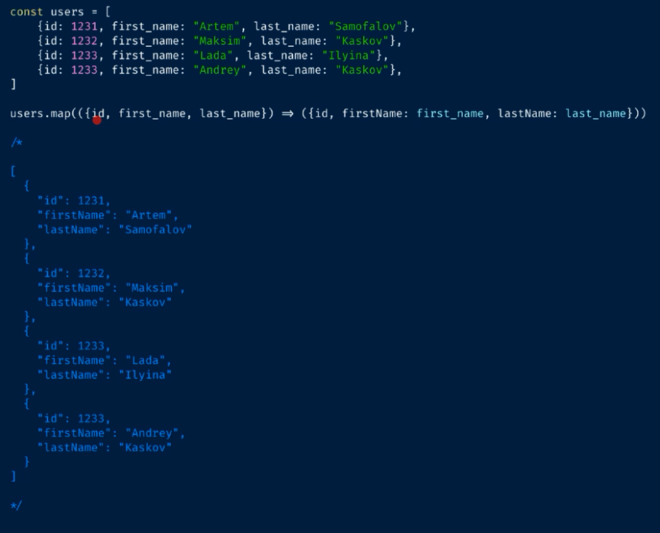 const users = [
    {id: 1231, first_name: "Artem", last_name: "Samofalov"},
    {id: 1232, first_name: "Maksim", last_name: "Kaskov"},
    {id: 1233, first_name: "Lada", last_name: "Ilyina"},
    {id: 1233, first_name: "Andrey", last_name: "Kaskov"},
]
users.map(({id, first_name, last_name}) => ({id, firstName: first_name, lastName: last_name}))
/*
[
  {
    "id": 1231,
    "firstName": "Artem",
    "lastName": "Samofalov"
  },
  {
    "id": 1232,
    "firstName": "Maksim",
    "lastName": "Kaskov"
  },
  {
    "id": 1233,
    "firstName": "Lada",
    "lastName": "Ilyina"
  },
  {
    "id": 1233,
    "firstName": "Andrey",
    "lastName": "Kaskov"
  }
]
*/